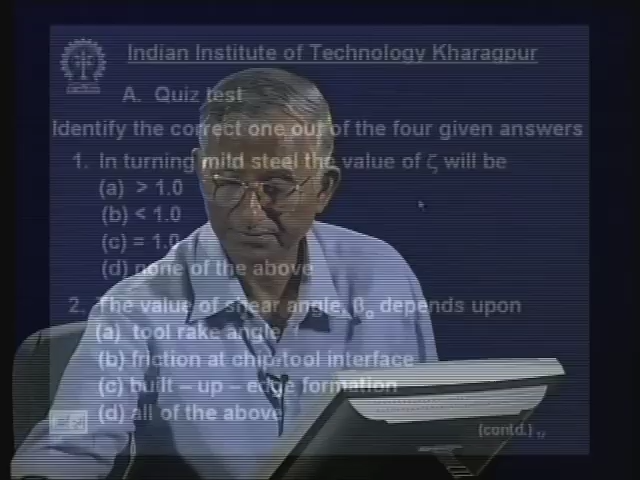 Indian Institute of Technology Kharagpur
A. Quiz test
Identify the correct one out of the four given answers
1. In turning mild steel the value of ζ will be
(a) > 1.0
(b) < 1.0
(c) = 1.0
(d) none of the above
2. The value of shear angle, βo depends upon
(a) tool rake angle
(b) friction at chip-tool interface
(c) built – up – edge formation
(d) all of the above
(contd.)